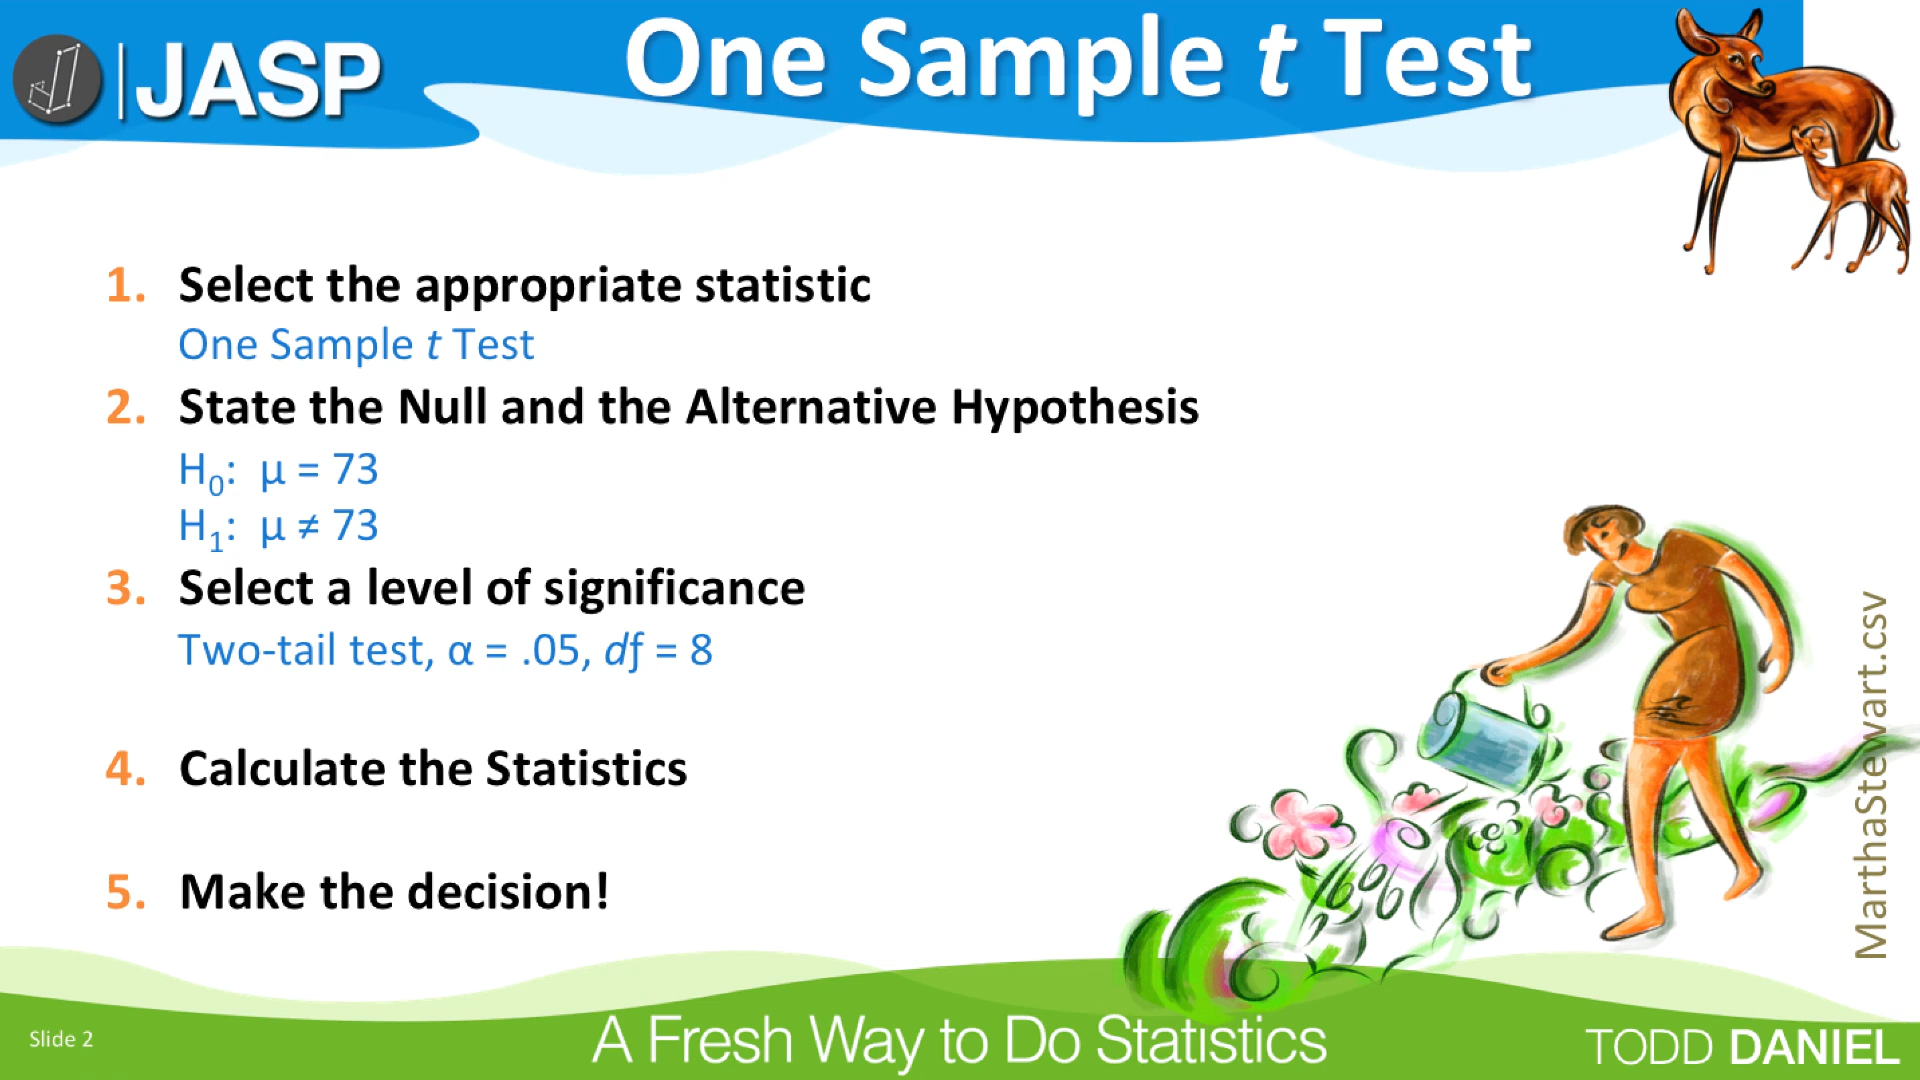 JASP
One Sample t Test
1. Select the appropriate statistic
One Sample t Test
2. State the Null and the Alternative Hypothesis
H₀: μ = 73
H₁: μ ≠ 73
3. Select a level of significance
Two-tail test, α = .05, df = 8
4. Calculate the Statistics
5. Make the decision!
MarthaStewart.csv
Slide 2
A Fresh Way to Do Statistics
TODD DANIEL